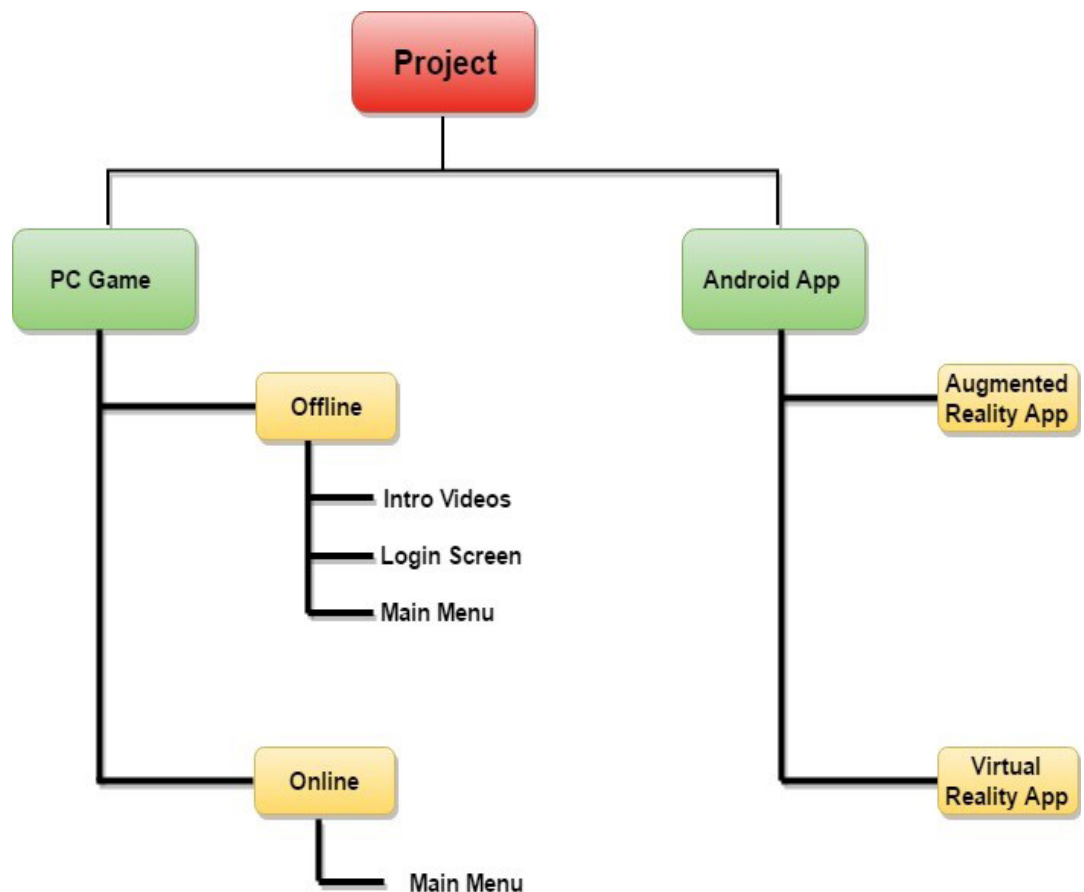 Project
PC Game
Android App
Offline
Augmented
Reality App
Intro Videos
Login Screen
Main Menu
Online
Virtual
Reality App
Main Menu